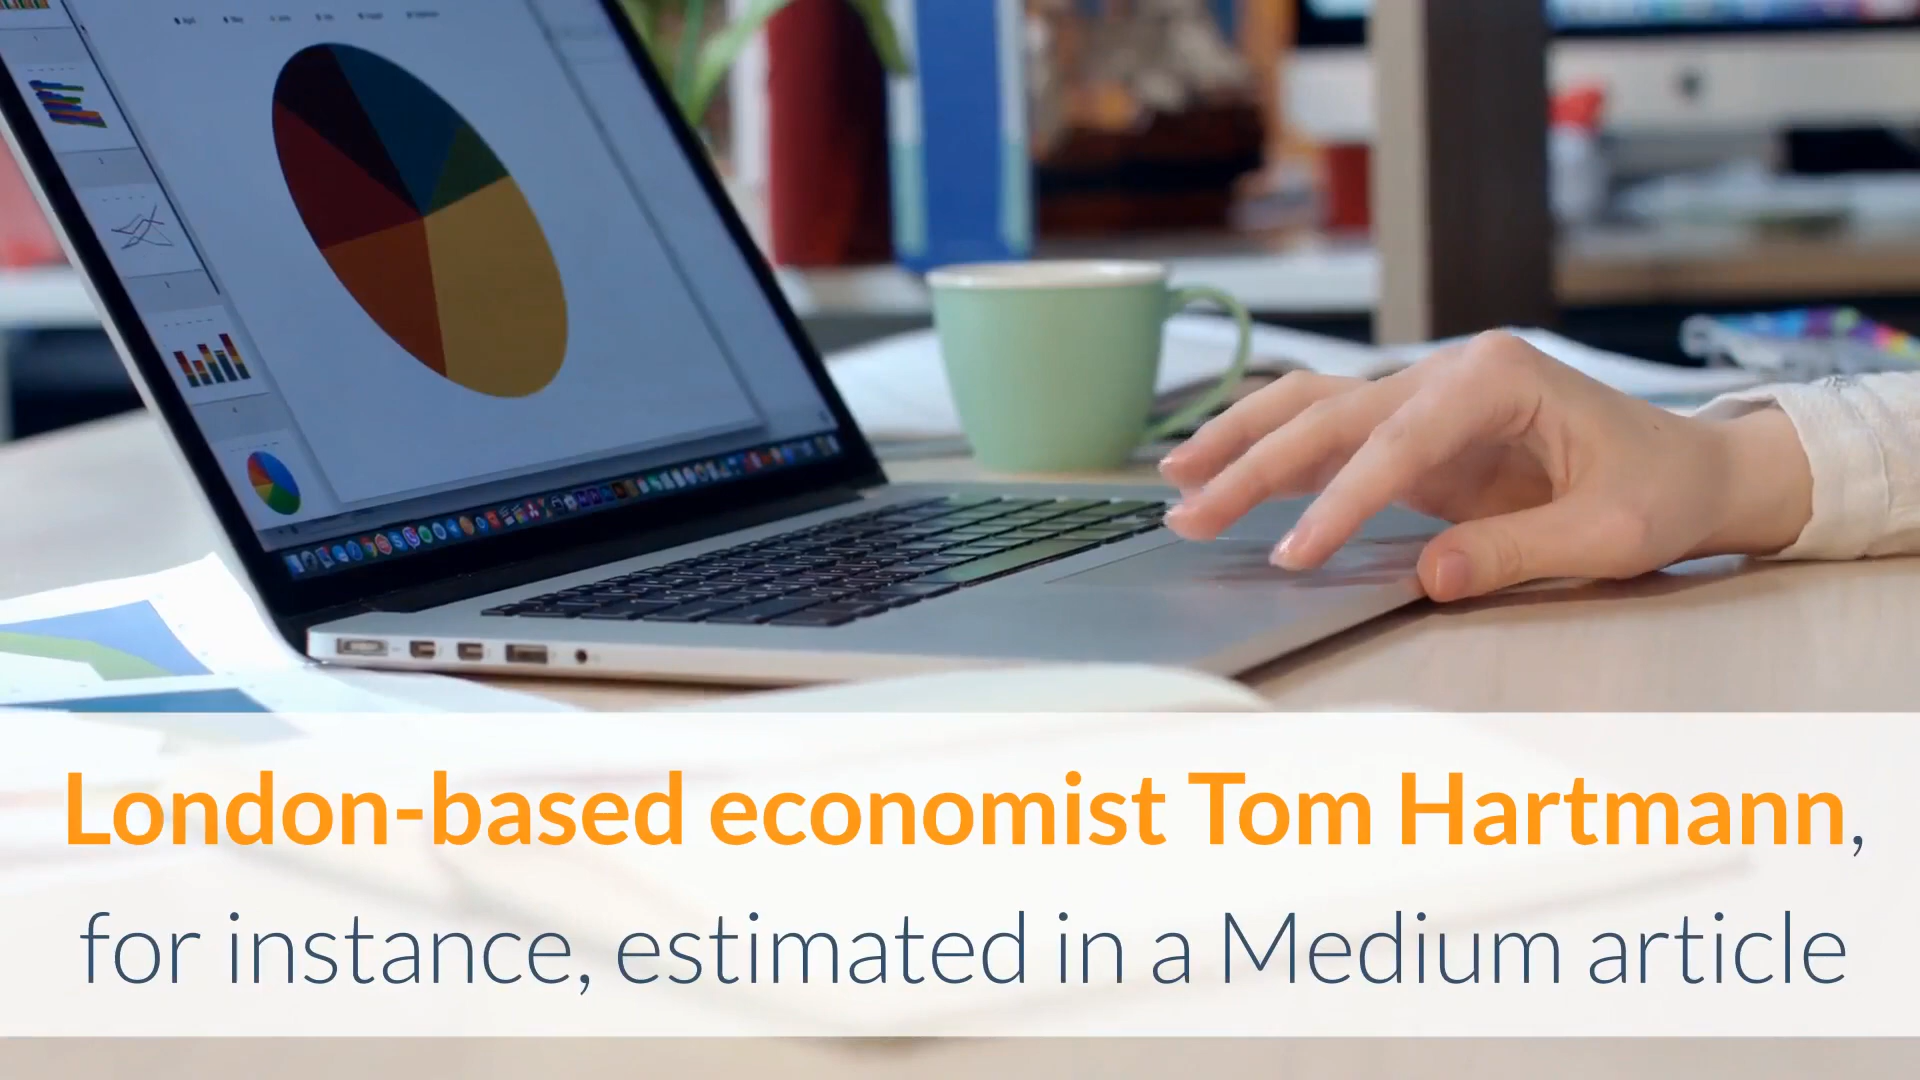 London-based economist Tom Hartmann,
for instance, estimated in a Medium article